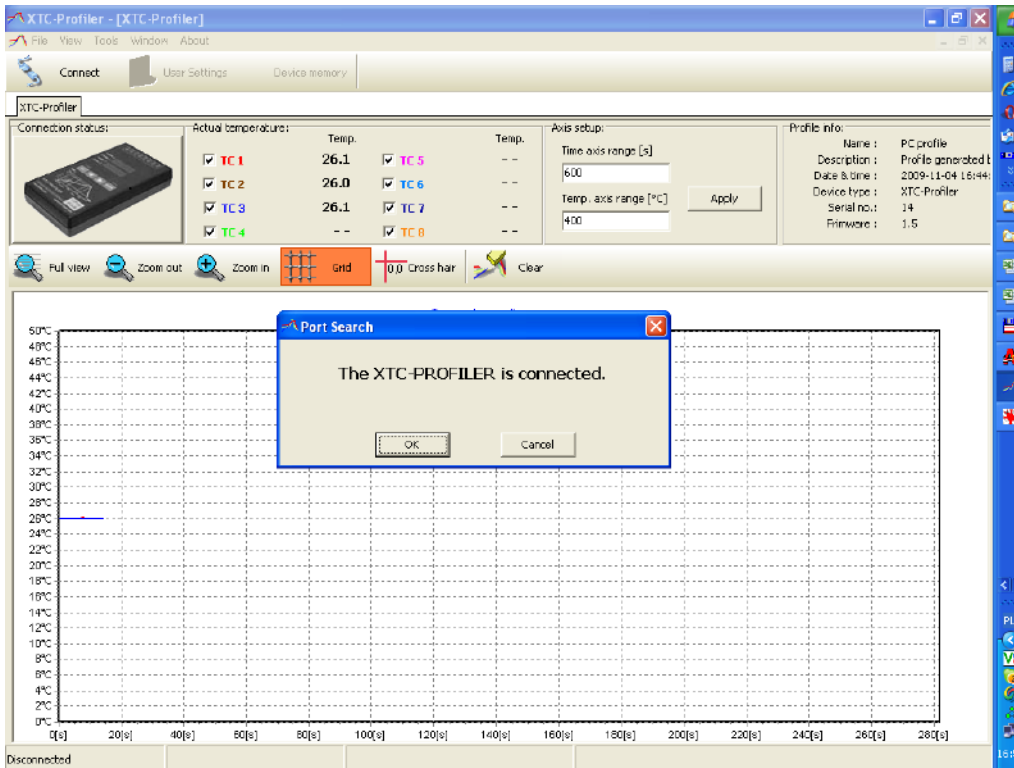 XTC-Profiler - [XTC-Profiler]
File View Tools Window About
Connect User Settings Device memory
XTC-Profiler
Connection status:
Actual temperature:
Temp. Temp.
TC 1 26.1 TC 5 --
TC 2 26.0 TC 6 --
TC 3 26.1 TC 7 --
TC 4 -- TC 8 --
Axis setup:
Time axis range [s]
600
Temp. axis range [°C]
400
Apply
Profile info:
Name : PC profile
Description : Profile generated
Date & time : 2009-11-04 16:44:
Device type : XTC-Profiler
Serial no.: 14
Firmware : 1.5
Full view Zoom out Zoom in Grid 0,0 Cross hair Clear
Port Search
The XTC-PROFILER is connected.
OK Cancel
50°C
48°C
46°C
44°C
42°C
40°C
38°C
36°C
34°C
32°C
30°C
28°C
26°C
24°C
22°C
20°C
18°C
16°C
14°C
12°C
10°C
8°C
6°C
4°C
2°C
0°C
0[s] 20[s] 40[s] 60[s] 80[s] 100[s] 120[s] 140[s] 160[s] 180[s] 200[s] 220[s] 240[s] 260[s] 280[s]
Disconnected
PL